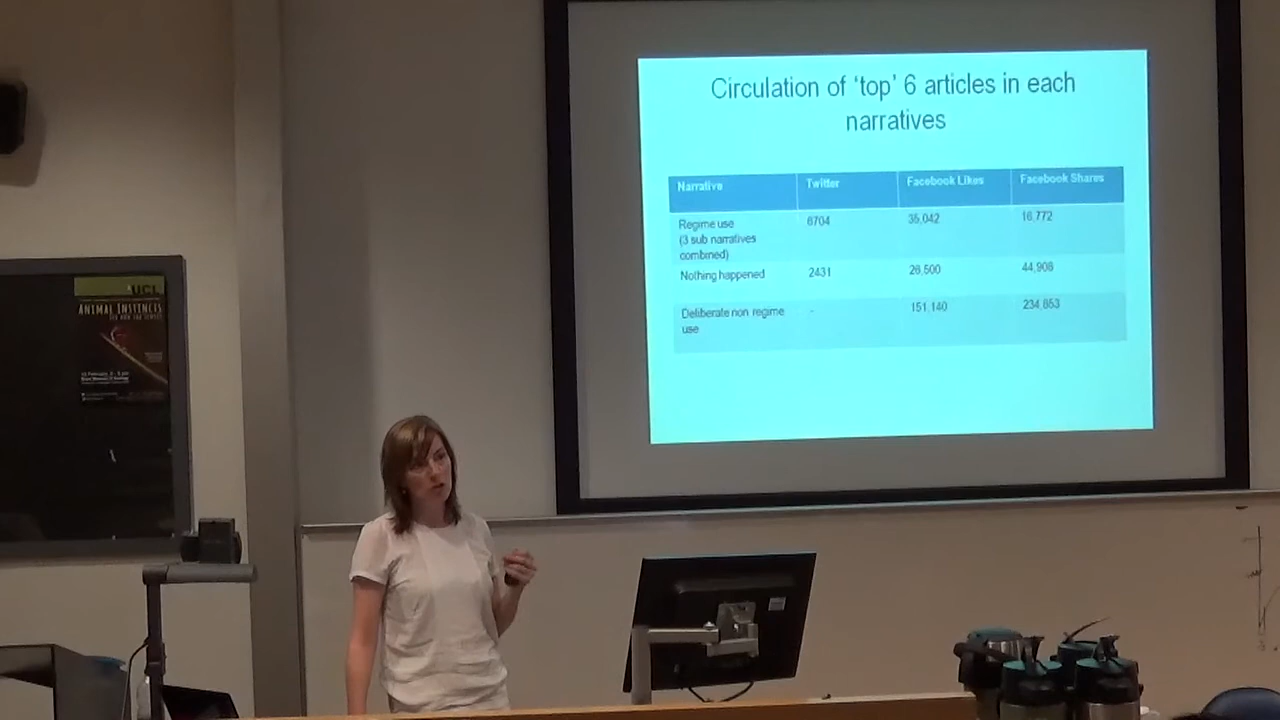 Circulation of ‘top’ 6 articles in each
narratives
Narrative Twitter Facebook Likes Facebook Shares
Regime use 6704 35,042 16,772
(3 sub narratives
combined)
Nothing happened 2431 26,500 44,908
Deliberate non regime - 151,140 234,853
use
UCL
ANIMAL INSTINCTS